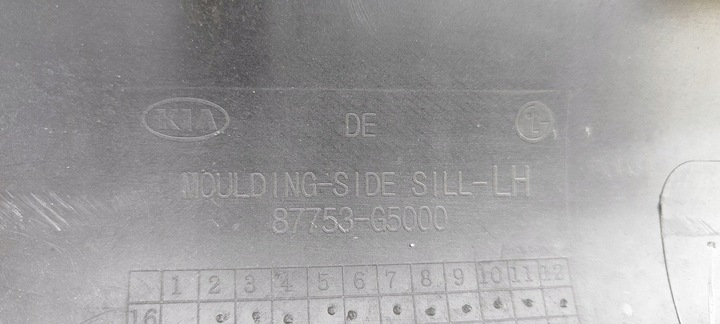 KIA DE 1-
MOULDING-SIDE SILL-LH
87753-G5000
1 2 3 4 5 6 7 8 9 10 11 12
16